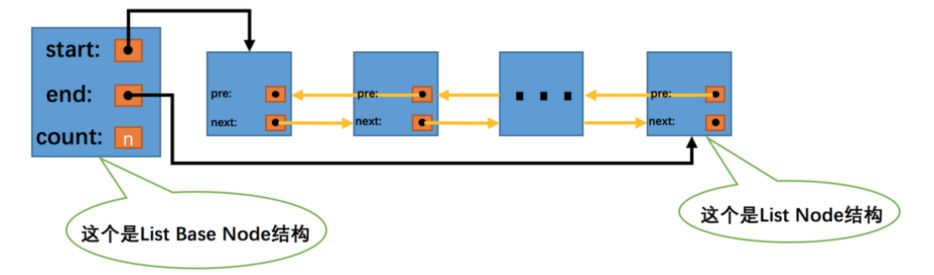 start:
end:
count: n
pre:
next:
pre:
next:
...
pre:
next:
这个是List Base Node结构
这个是List Node结构